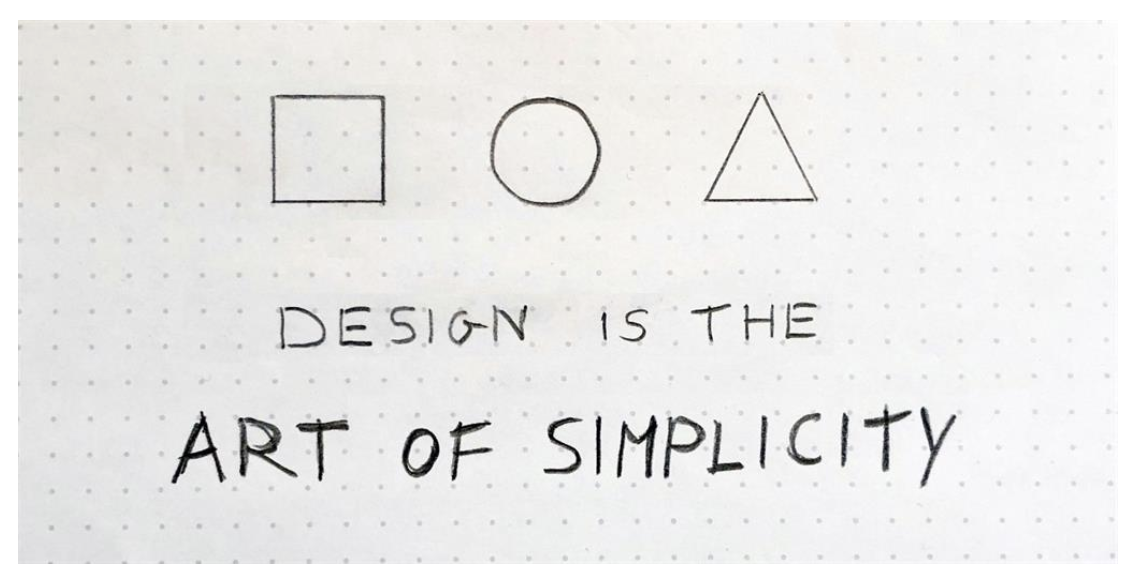 DESIGN IS THE
ART OF SIMPLICITY